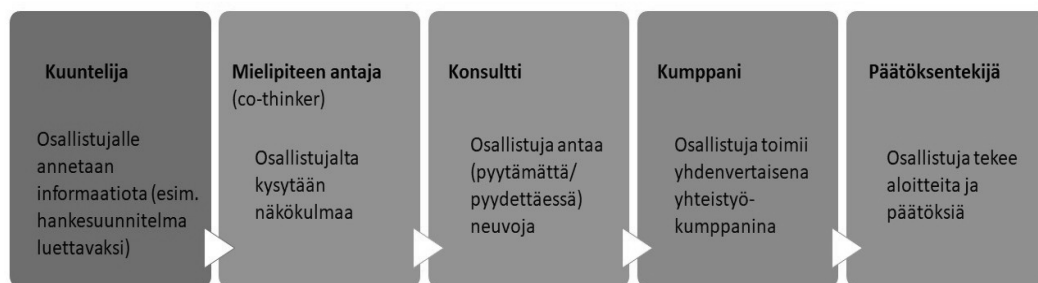 Kuuntelija
Osallistujalle
annetaan
informaatiota (esim.
hankesuunnitelma
luettavaksi)
Mielipiteen antaja
(co-thinker)
Osallistujalta
kysytään
näkökulmaa
Konsultti
Osallistuja antaa
(pyytämättä/
pyydettäessä)
neuvoja
Kumppani
Osallistuja toimii
yhdenvertaisena
yhteistyö-
kumppanina
Päätöksentekijä
Osallistuja tekee
aloitteita ja
päätöksiä